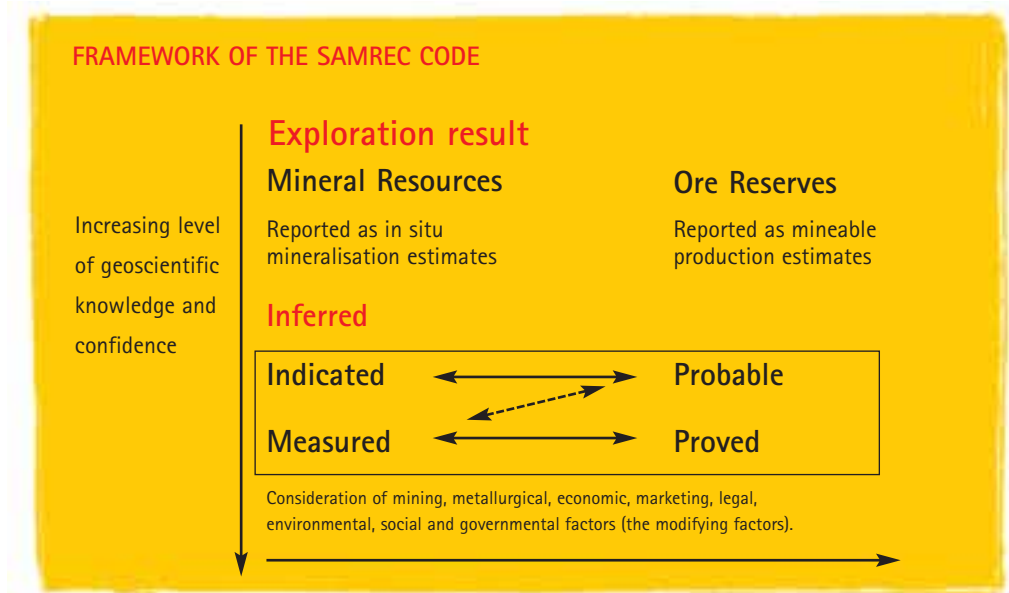 FRAMEWORK OF THE SAMREC CODE
Exploration result
Mineral Resources
Ore Reserves
Increasing level
of geoscientific
knowledge and
confidence
Reported as in situ
mineralisation estimates
Reported as mineable
production estimates
Inferred
Indicated
Probable
Measured
Proved
Consideration of mining, metallurgical, economic, marketing, legal,
environmental, social and governmental factors (the modifying factors).